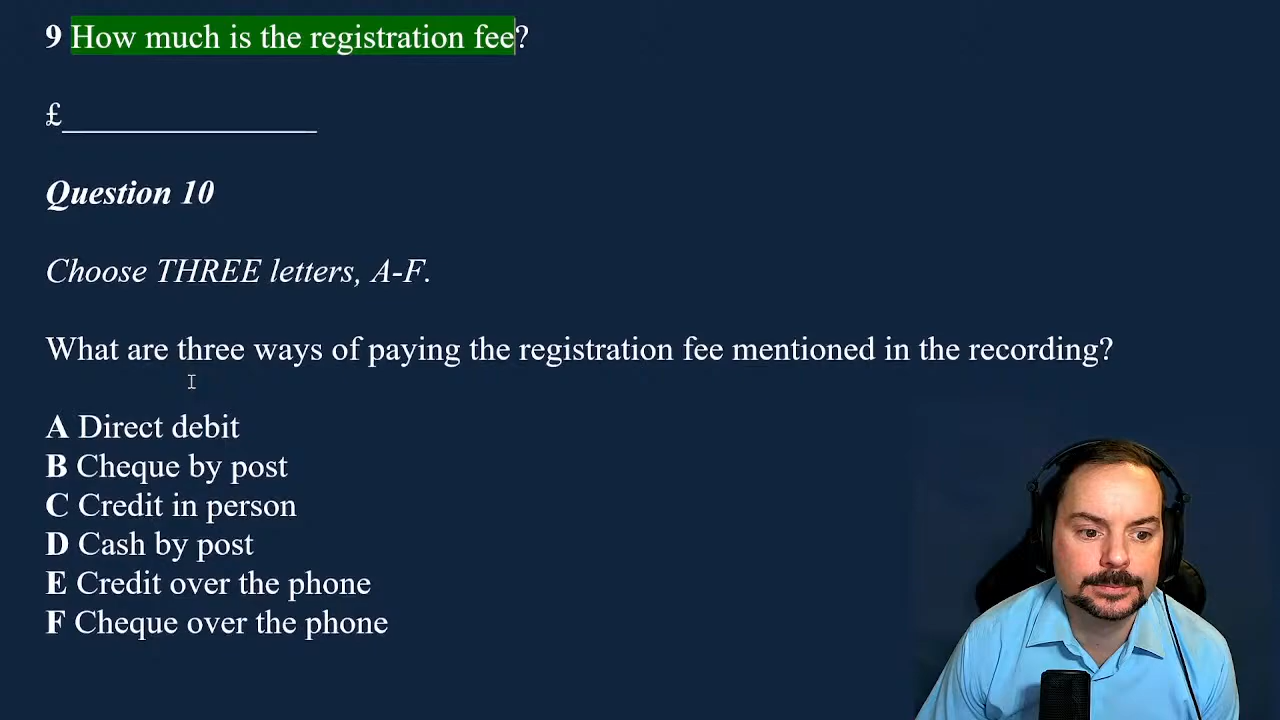 9 How much is the registration fee?
£_______________
Question 10
Choose THREE letters, A-F.
What are three ways of paying the registration fee mentioned in the recording?
A Direct debit
B Cheque by post
C Credit in person
D Cash by post
E Credit over the phone
F Cheque over the phone